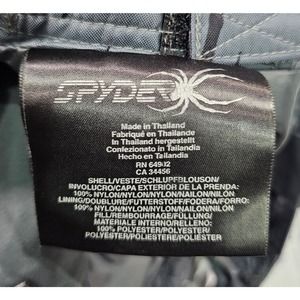 SPYDER
Made in Thailand
Fabriqué en Thaïlande
In Thailand hergestellt
Confezionato in Tailandia
Hecho en Tailandia
RN 64942
CA 34456
SHELL/VESTE/SCHLUPFBLOUSON/
INVOLUCRO/CAPA EXTERIOR DE LA PRENDA:
100% NYLON/NYLON/NYLON/NAILON/NILÓN
LINING/DOUBLURE/FUTTERSTOFF/FODERA/FORRO:
100% NYLON/NYLON/NYLON/NAILON/NILÓN
FILL/REMBOURRAGE/FÜLLUNG/
MATERIALE INTERNO/RELLENO:
100% POLYESTER/POLYESTER/
POLYESTER/POLIESTERE/POLIÉSTER